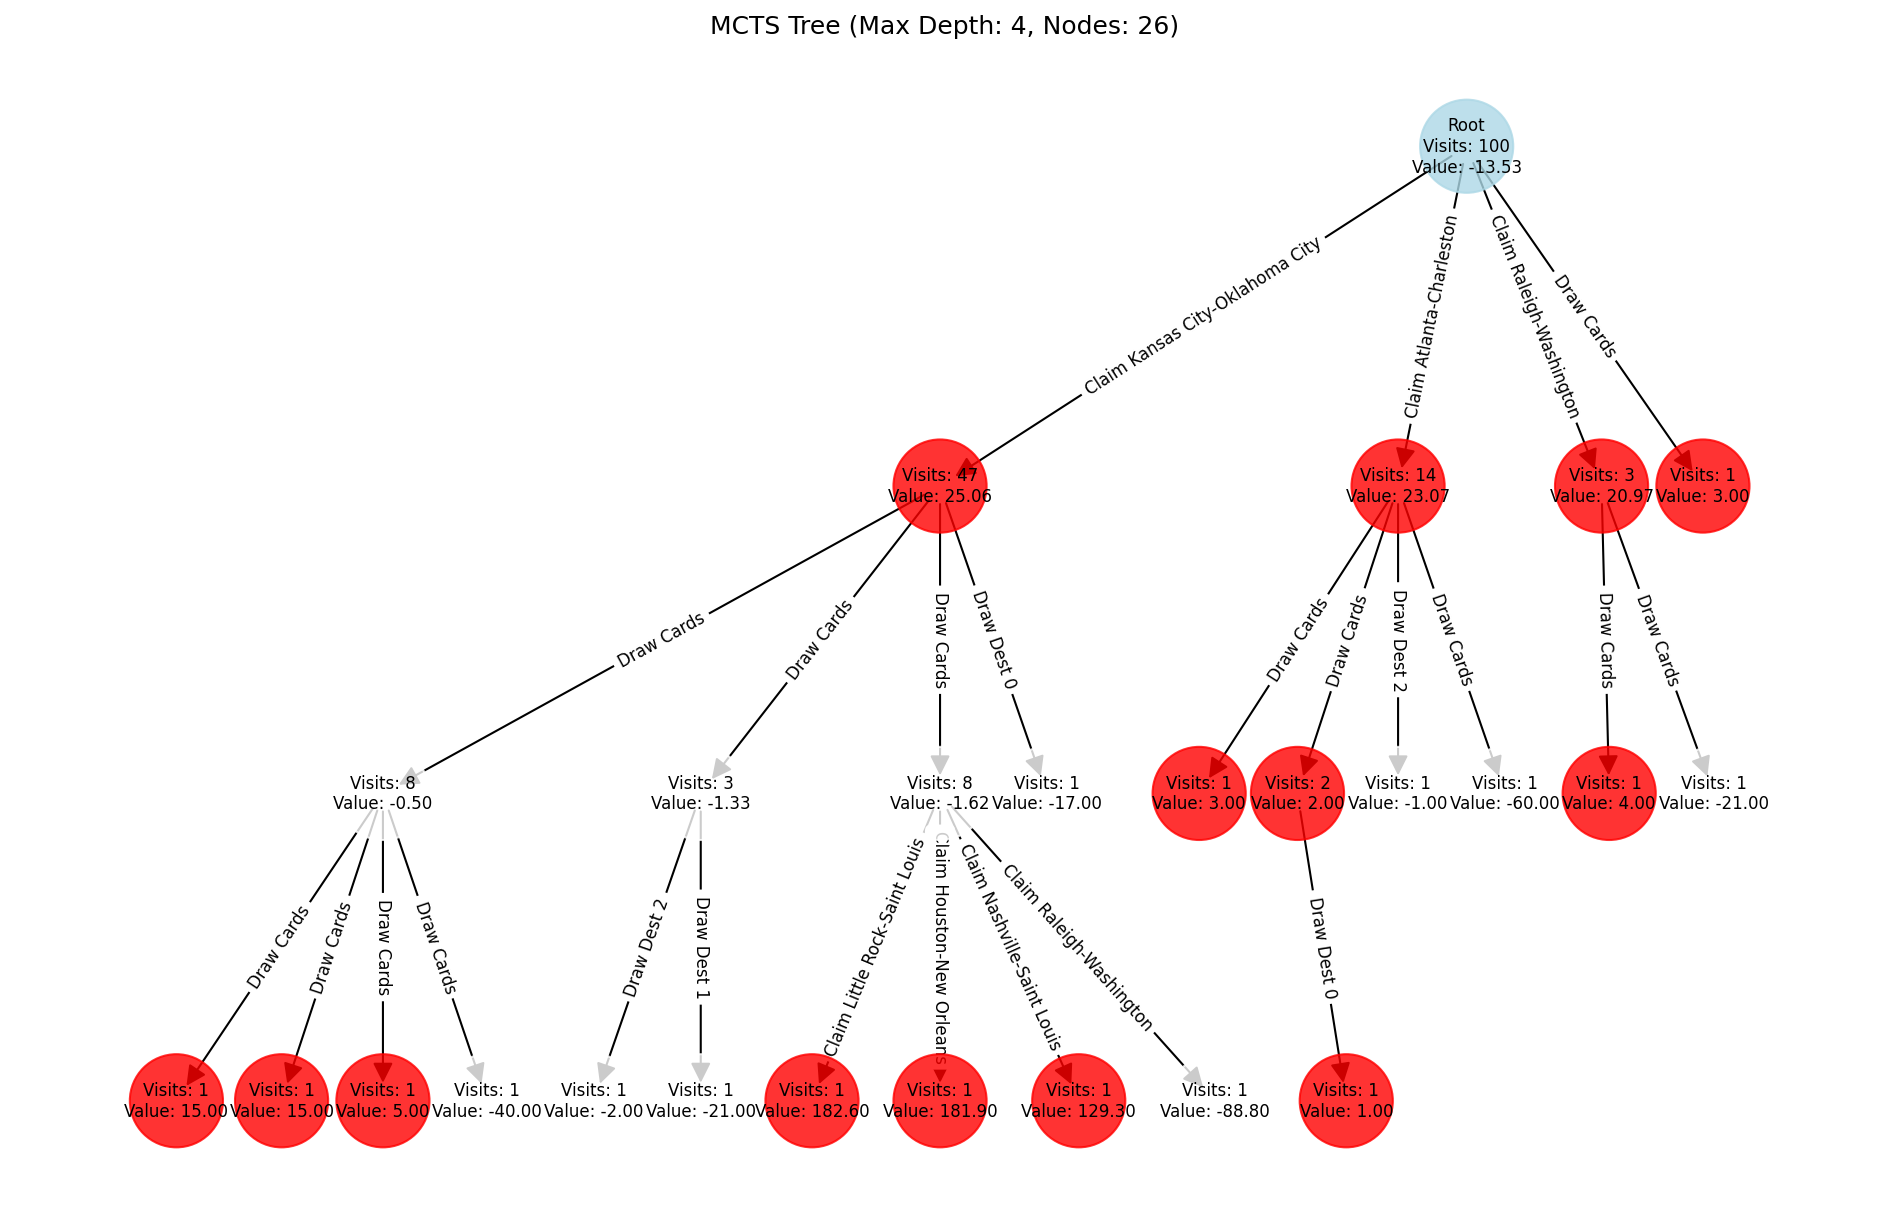 MCTS Tree (Max Depth: 4, Nodes: 26)
Root
Visits: 100
Value: -13.53
Claim Kansas City-Oklahoma City
Claim Atlanta-Charleston
Claim Raleigh-Washington
Draw Cards
Visits: 47
Value: 25.06
Visits: 14
Value: 23.07
Visits: 3
Value: 20.97
Visits: 1
Value: 3.00
Draw Cards
Draw Cards
Draw Cards
Draw Dest 0
Draw Cards
Draw Cards
Draw Dest 2
Draw Cards
Draw Cards
Draw Cards
Visits: 8
Value: -0.50
Visits: 3
Value: -1.33
Visits: 8
Value: -1.62
Visits: 1
Value: -17.00
Visits: 1
Value: 3.00
Visits: 2
Value: 2.00
Visits: 1
Value: -1.00
Visits: 1
Value: -60.00
Visits: 1
Value: 4.00
Visits: 1
Value: -21.00
Draw Cards
Draw Cards
Draw Cards
Draw Cards
Draw Dest 2
Draw Dest 1
Claim Little Rock-Saint Louis
Claim Houston-New Orleans
Claim Nashville-Saint Louis
Claim Raleigh-Washington
Draw Dest 0
Visits: 1
Value: 15.00
Visits: 1
Value: 15.00
Visits: 1
Value: 5.00
Visits: 1
Value: -40.00
Visits: 1
Value: -2.00
Visits: 1
Value: -21.00
Visits: 1
Value: 182.60
Visits: 1
Value: 181.90
Visits: 1
Value: 129.30
Visits: 1
Value: -88.80
Visits: 1
Value: 1.00